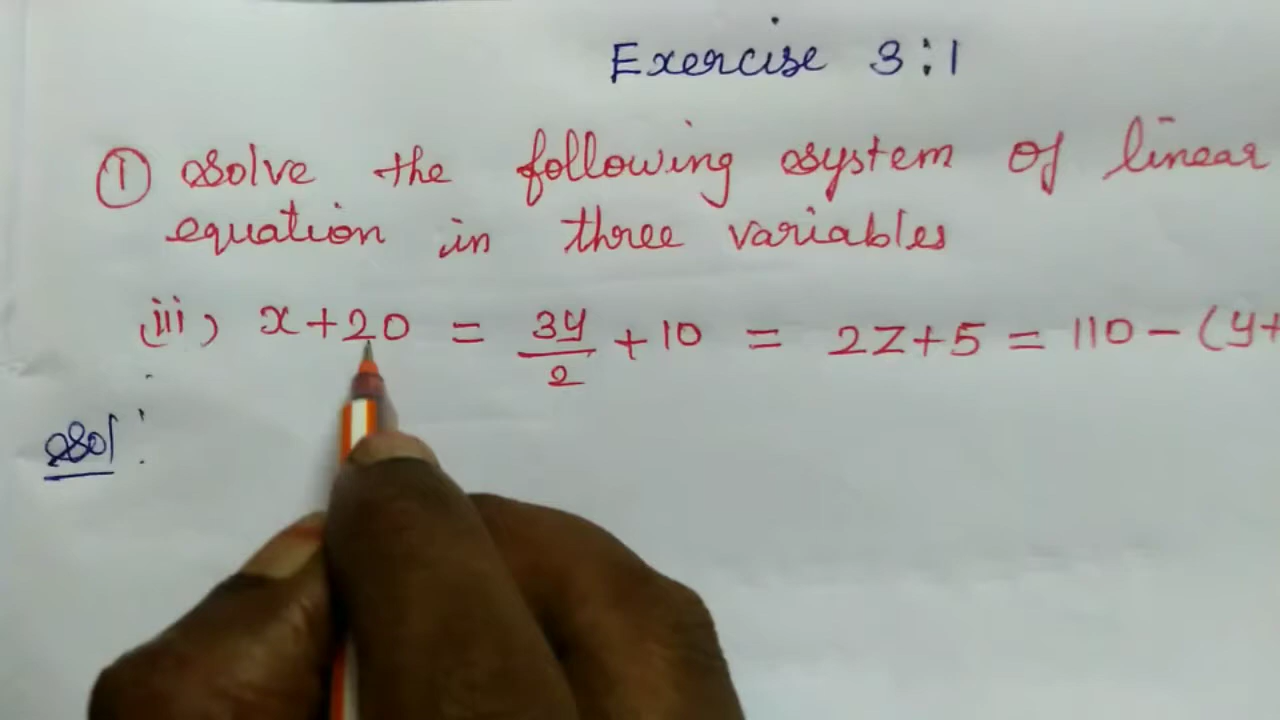 Exercise 3:1
① Solve the following system of linear
equation in three variables
(iii) x+20 = 3y/2 + 10 = 2z+5 = 110 - (y+
Sol: